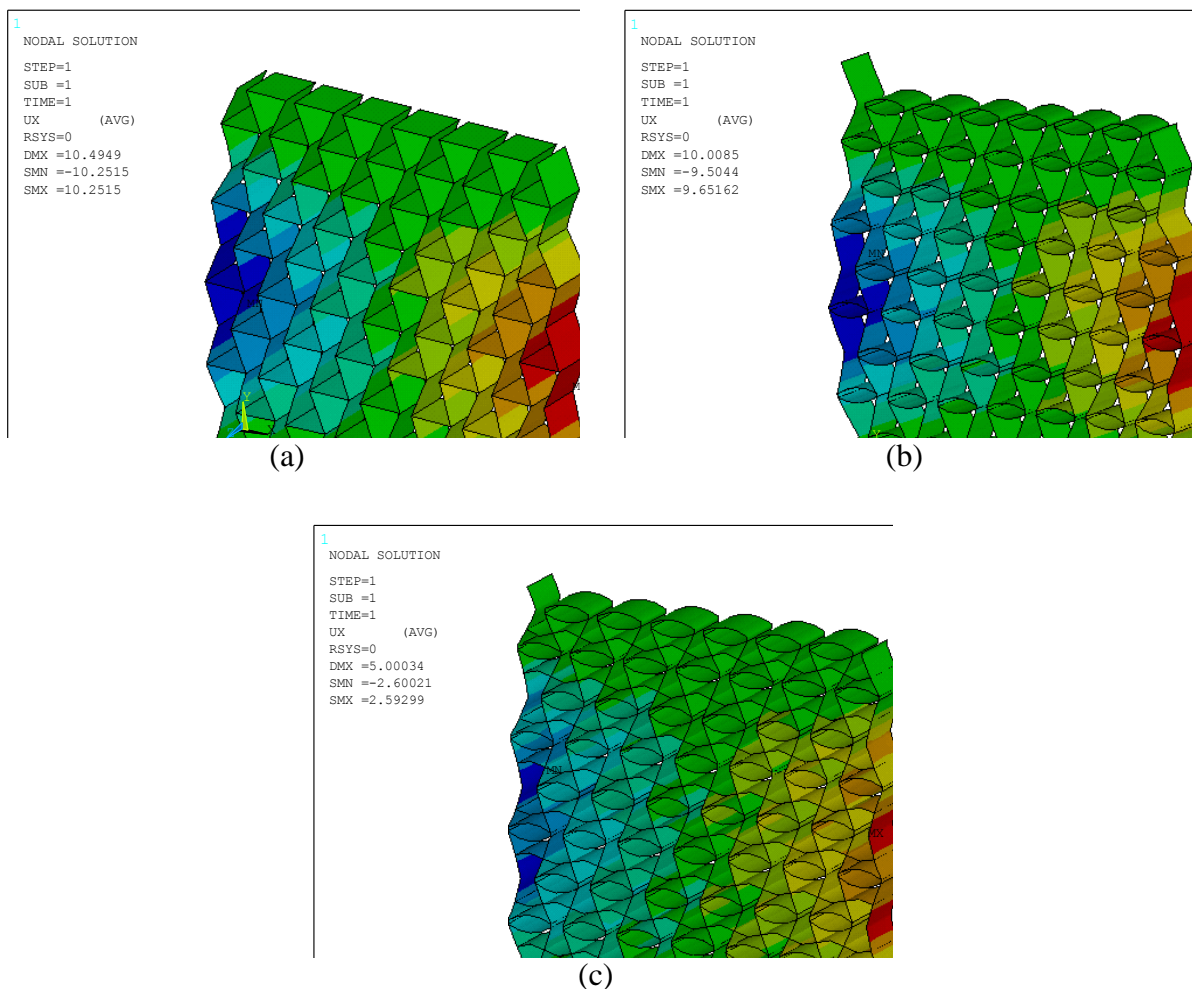 1
NODAL SOLUTION
STEP=1
SUB =1
TIME=1
UX (AVG)
RSYS=0
DMX =10.4949
SMN =-10.2515
SMX =10.2515
Y
(a)
1
NODAL SOLUTION
STEP=1
SUB =1
TIME=1
UX (AVG)
RSYS=0
DMX =10.0085
SMN =-9.5044
SMX =9.65162
MN
Y
(b)
1
NODAL SOLUTION
STEP=1
SUB =1
TIME=1
UX (AVG)
RSYS=0
DMX =5.00034
SMN =-2.60021
SMX =2.59299
MN
MX
(c)